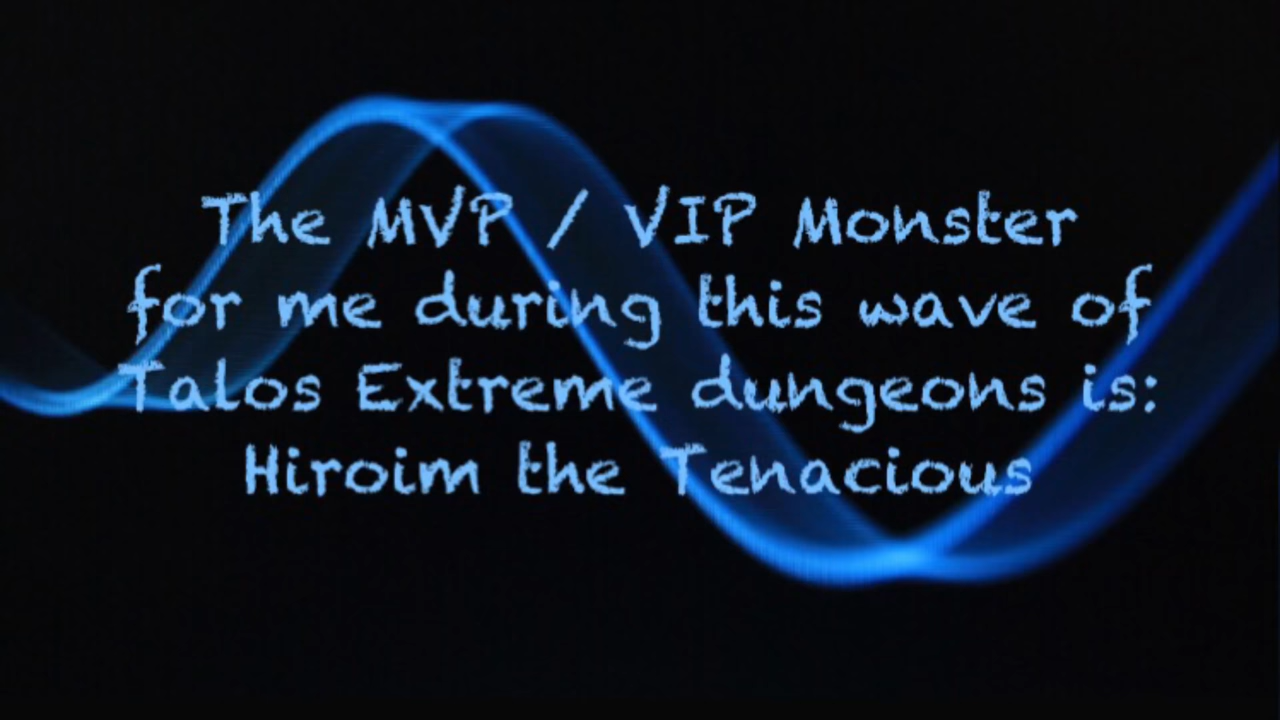 The MVP / VIP Monster
for me during this wave of
Talos Extreme dungeons is:
Hiroim the Tenacious